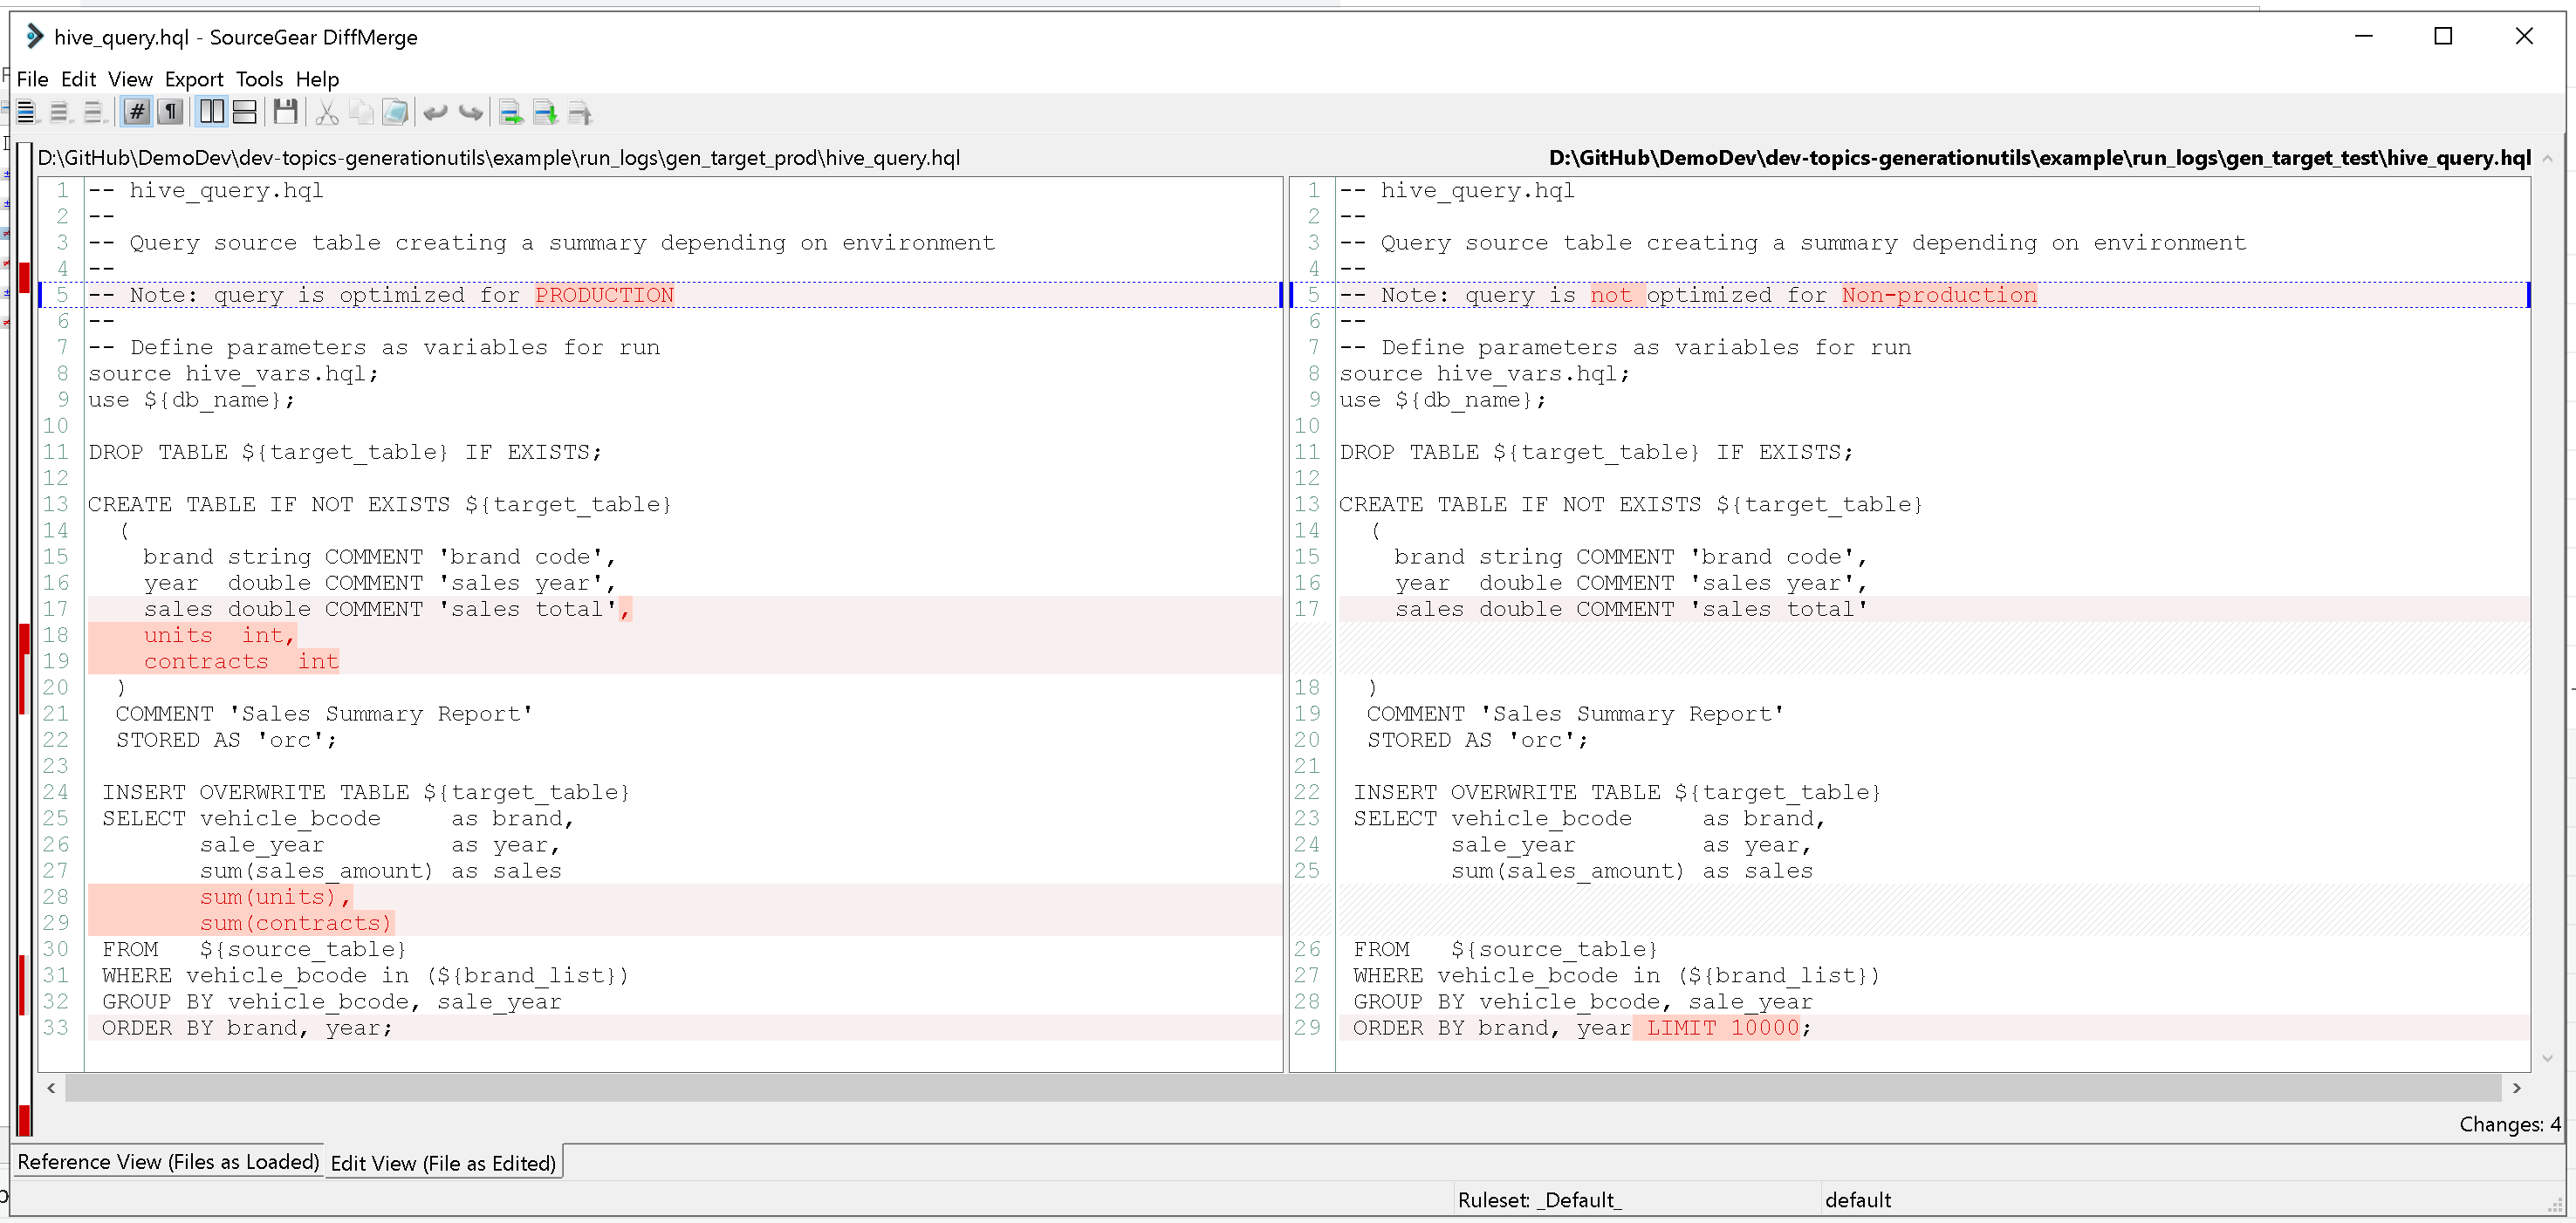 hive_query.hql - SourceGear DiffMerge
File Edit View Export Tools Help
D:\GitHub\DemoDev\dev-topics-generationutils\example\run_logs\gen_target_prod\hive_query.hql
1 -- hive_query.hql
2 --
3 -- Query source table creating a summary depending on environment
4 --
5 -- Note: query is optimized for PRODUCTION
6 --
7 -- Define parameters as variables for run
8 source hive_vars.hql;
9 use ${db_name};
10
11 DROP TABLE ${target_table} IF EXISTS;
12
13 CREATE TABLE IF NOT EXISTS ${target_table}
14 (
15 brand string COMMENT 'brand code',
16 year  double COMMENT 'sales year',
17 sales double COMMENT 'sales total',
18 units  int,
19 contracts  int
20 )
21 COMMENT 'Sales Summary Report'
22 STORED AS 'orc';
23
24 INSERT OVERWRITE TABLE ${target_table}
25 SELECT vehicle_bcode     as brand,
26 sale_year         as year,
27 sum(sales_amount) as sales
28 sum(units),
29 sum(contracts)
30 FROM   ${source_table}
31 WHERE vehicle_bcode in (${brand_list})
32 GROUP BY vehicle_bcode, sale_year
33 ORDER BY brand, year;
D:\GitHub\DemoDev\dev-topics-generationutils\example\run_logs\gen_target_test\hive_query.hql
1 -- hive_query.hql
2 --
3 -- Query source table creating a summary depending on environment
4 --
5 -- Note: query is not optimized for Non-production
6 --
7 -- Define parameters as variables for run
8 source hive_vars.hql;
9 use ${db_name};
10
11 DROP TABLE ${target_table} IF EXISTS;
12
13 CREATE TABLE IF NOT EXISTS ${target_table}
14 (
15 brand string COMMENT 'brand code',
16 year  double COMMENT 'sales year',
17 sales double COMMENT 'sales total'
18 )
19 COMMENT 'Sales Summary Report'
20 STORED AS 'orc';
21
22 INSERT OVERWRITE TABLE ${target_table}
23 SELECT vehicle_bcode     as brand,
24 sale_year         as year,
25 sum(sales_amount) as sales
26 FROM   ${source_table}
27 WHERE vehicle_bcode in (${brand_list})
28 GROUP BY vehicle_bcode, sale_year
29 ORDER BY brand, year LIMIT 10000;
Changes: 4
Reference View (Files as Loaded) Edit View (File as Edited)
Ruleset: _Default_ default